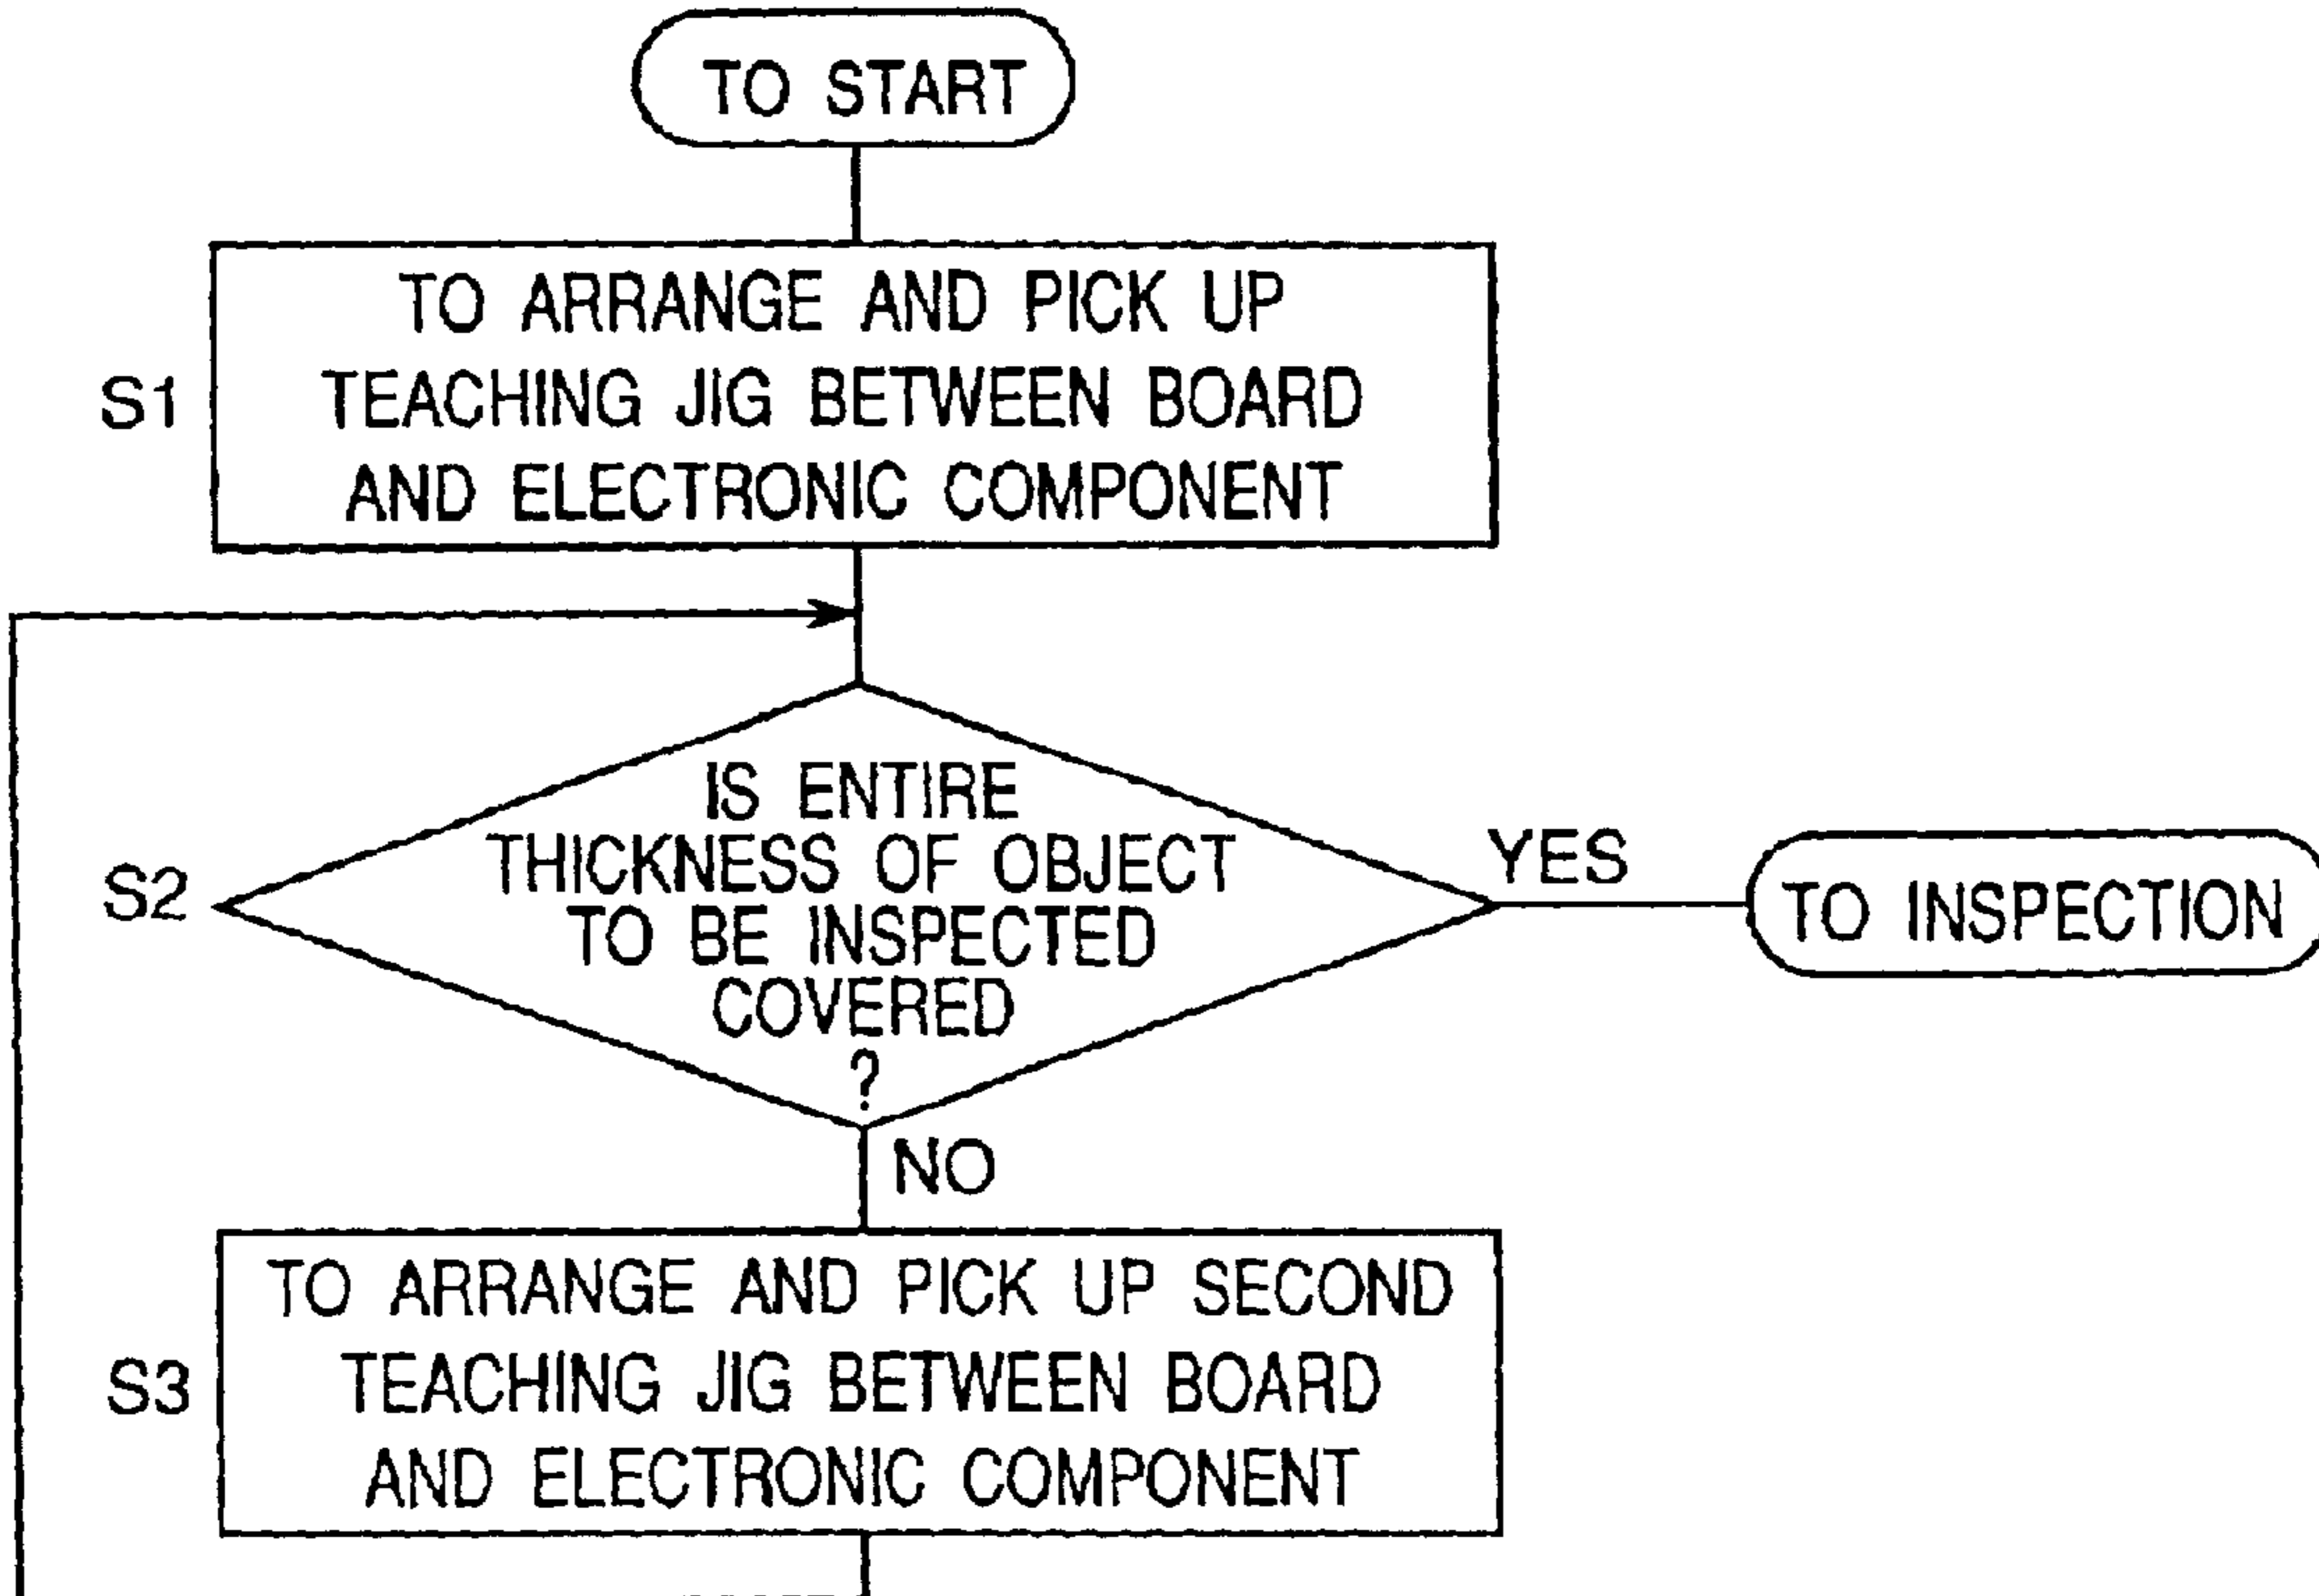 TO START
TO ARRANGE AND PICK UP
TEACHING JIG BETWEEN BOARD
AND ELECTRONIC COMPONENT
S1
IS ENTIRE
THICKNESS OF OBJECT
TO BE INSPECTED
COVERED
?
S2
YES
TO INSPECTION
NO
TO ARRANGE AND PICK UP SECOND
TEACHING JIG BETWEEN BOARD
AND ELECTRONIC COMPONENT
S3